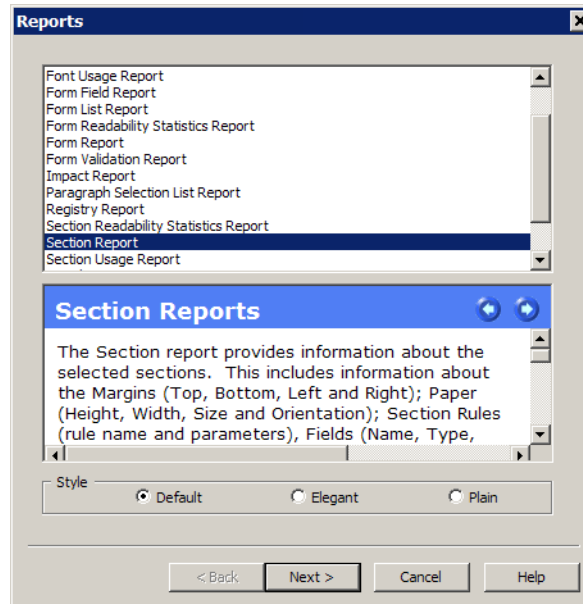 Reports
Font Usage Report
Form Field Report
Form List Report
Form Readability Statistics Report
Form Report
Form Validation Report
Impact Report
Paragraph Selection List Report
Registry Report
Section Readability Statistics Report
Section Report
Section Usage Report
Section Reports
The Section report provides information about the
selected sections.  This includes information about
the Margins (Top, Bottom, Left and Right); Paper
(Height, Width, Size and Orientation); Section Rules
(rule name and parameters), Fields (Name, Type,
Style
Default Elegant Plain
< Back Next > Cancel Help